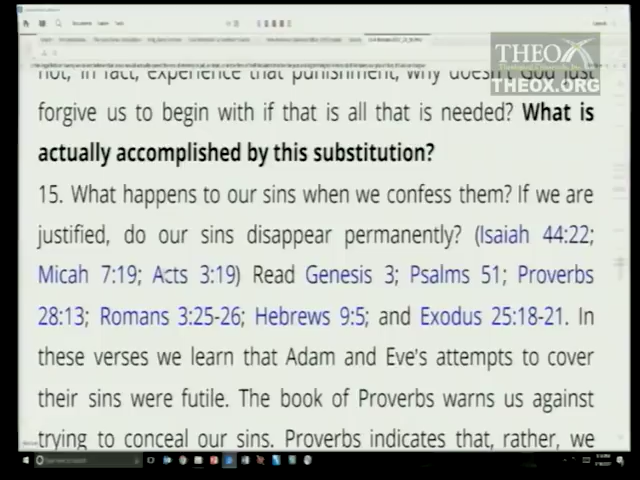 THEOX
THEOX.ORG
not, in fact, experience that punishment, why doesn't God just
forgive us to begin with if that is all that is needed? What is
actually accomplished by this substitution?
15. What happens to our sins when we confess them? If we are
justified, do our sins disappear permanently? (Isaiah 44:22;
Micah 7:19; Acts 3:19) Read Genesis 3; Psalms 51; Proverbs
28:13; Romans 3:25-26; Hebrews 9:5; and Exodus 25:18-21. In
these verses we learn that Adam and Eve's attempts to cover
their sins were futile. The book of Proverbs warns us against
trying to conceal our sins. Proverbs indicates that, rather, we